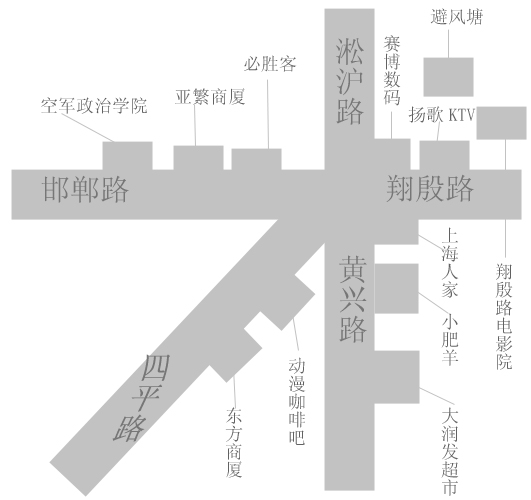 避风塘
淞沪路
赛博数码
必胜客
亚繁商厦
空军政治学院
扬歌 KTV
邯郸路
翔殷路
上海人家
黄兴路
翔殷路电影院
小肥羊
四平路
动漫咖啡吧
东方商厦
大润发超市